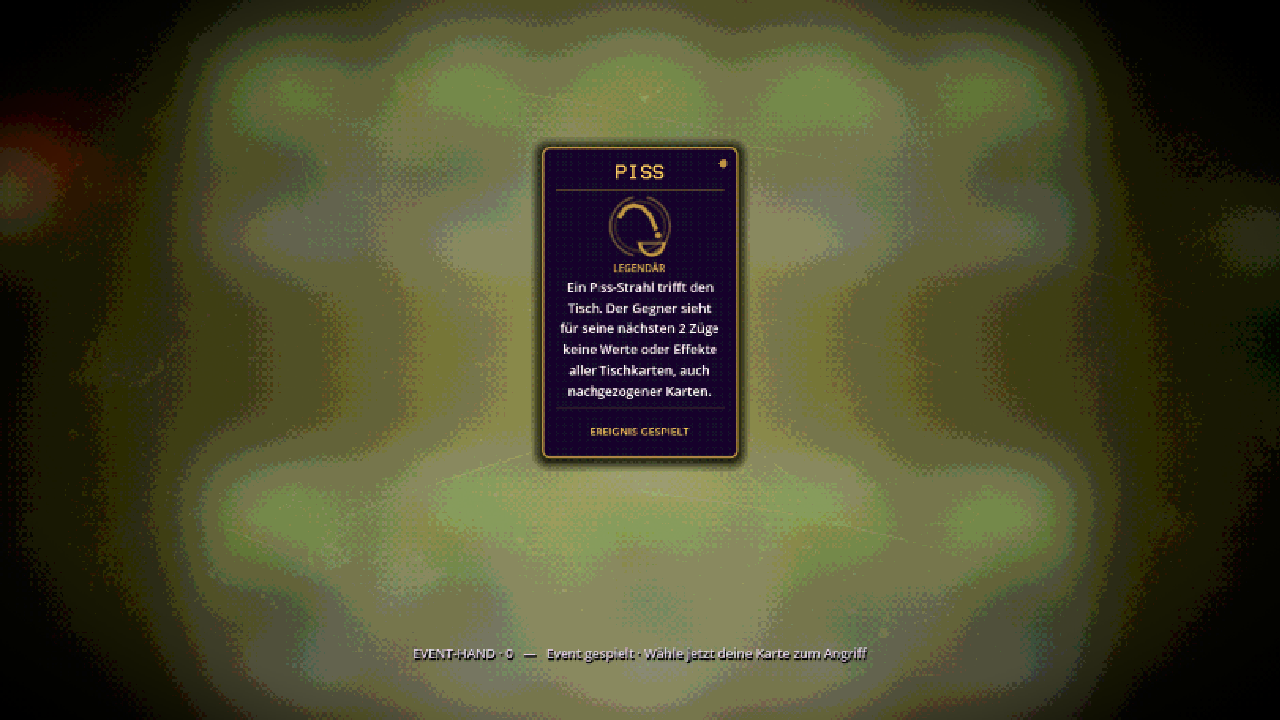 PISS
LEGENDÄR
Ein Piss-Strahl trifft den
Tisch. Der Gegner sieht
für seine nächsten 2 Züge
keine Werte oder Effekte
aller Tischkarten, auch
nachgezogener Karten.
EREIGNIS GESPIELT
EVENT-HAND · 0 — Event gespielt · Wähle jetzt deine Karte zum Angriff